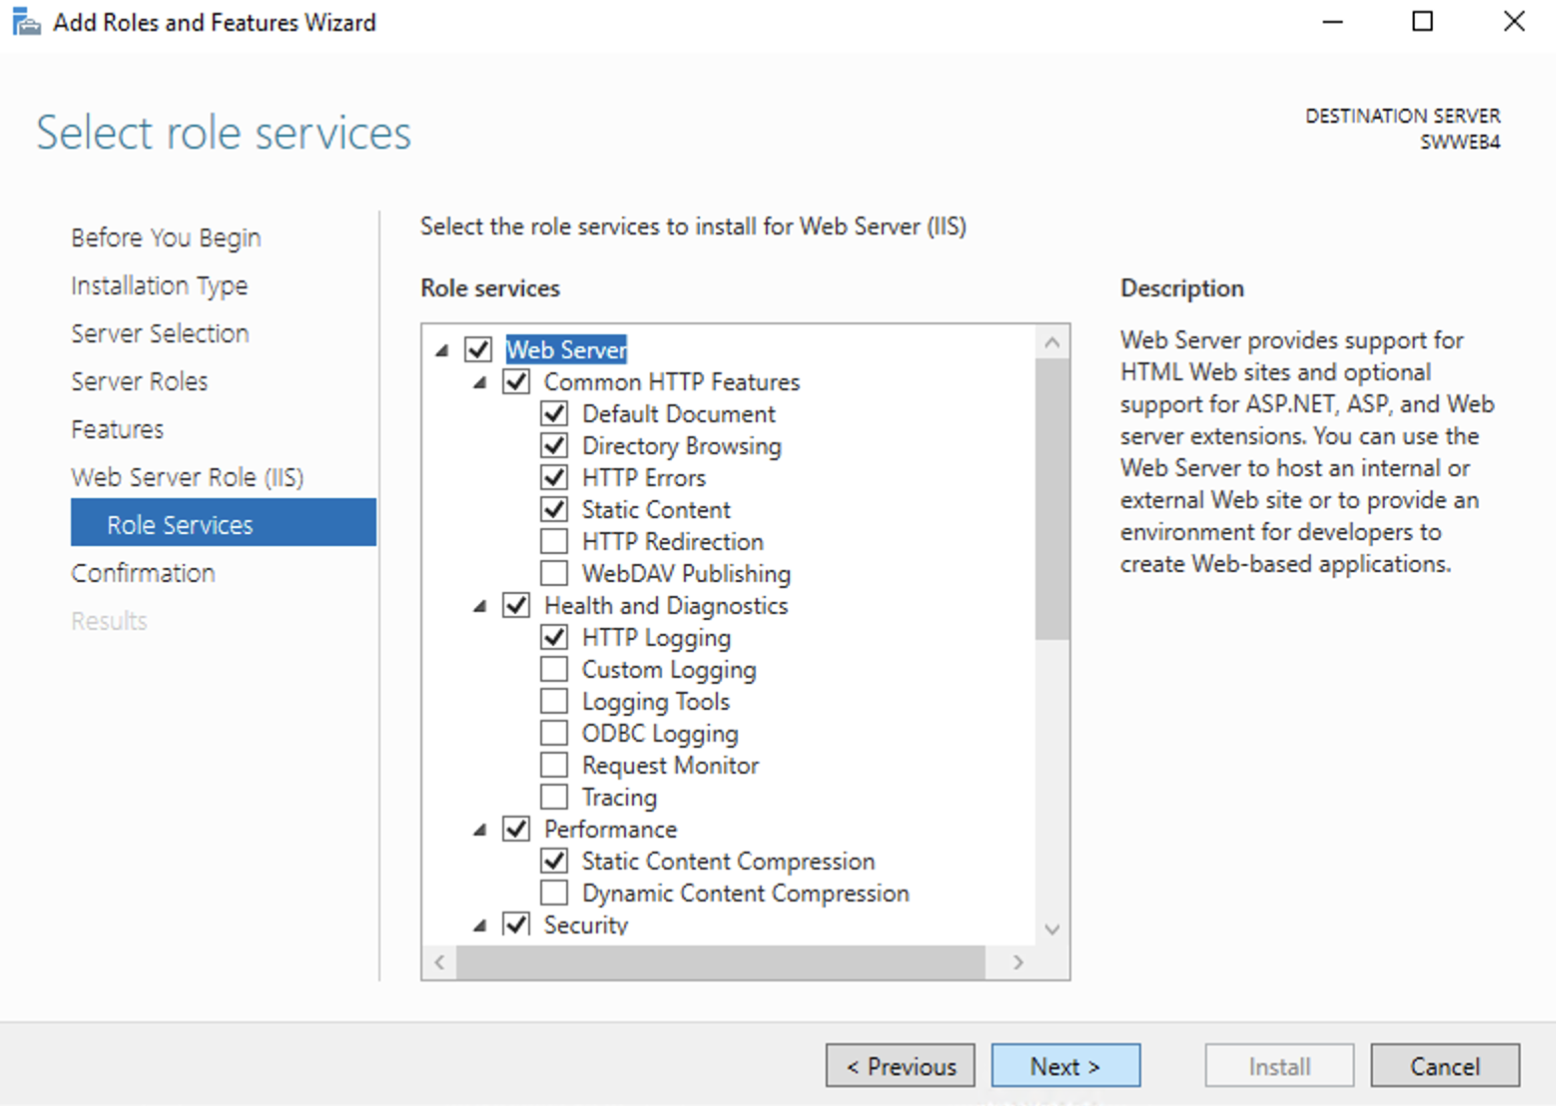 Add Roles and Features Wizard
Select role services
DESTINATION SERVER
SWWEB4
Before You Begin
Installation Type
Server Selection
Server Roles
Features
Web Server Role (IIS)
Role Services
Confirmation
Results
Select the role services to install for Web Server (IIS)
Role services
Web Server
Common HTTP Features
Default Document
Directory Browsing
HTTP Errors
Static Content
HTTP Redirection
WebDAV Publishing
Health and Diagnostics
HTTP Logging
Custom Logging
Logging Tools
ODBC Logging
Request Monitor
Tracing
Performance
Static Content Compression
Dynamic Content Compression
Security
Description
Web Server provides support for
HTML Web sites and optional
support for ASP.NET, ASP, and Web
server extensions. You can use the
Web Server to host an internal or
external Web site or to provide an
environment for developers to
create Web-based applications.
< Previous
Next >
Install
Cancel